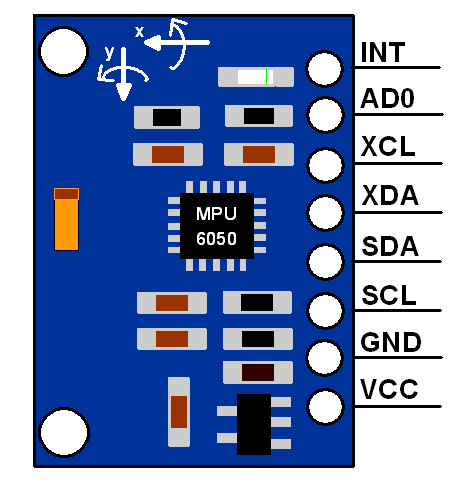 x
y
INT
AD0
XCL
XDA
MPU
6050
SDA
SCL
GND
VCC